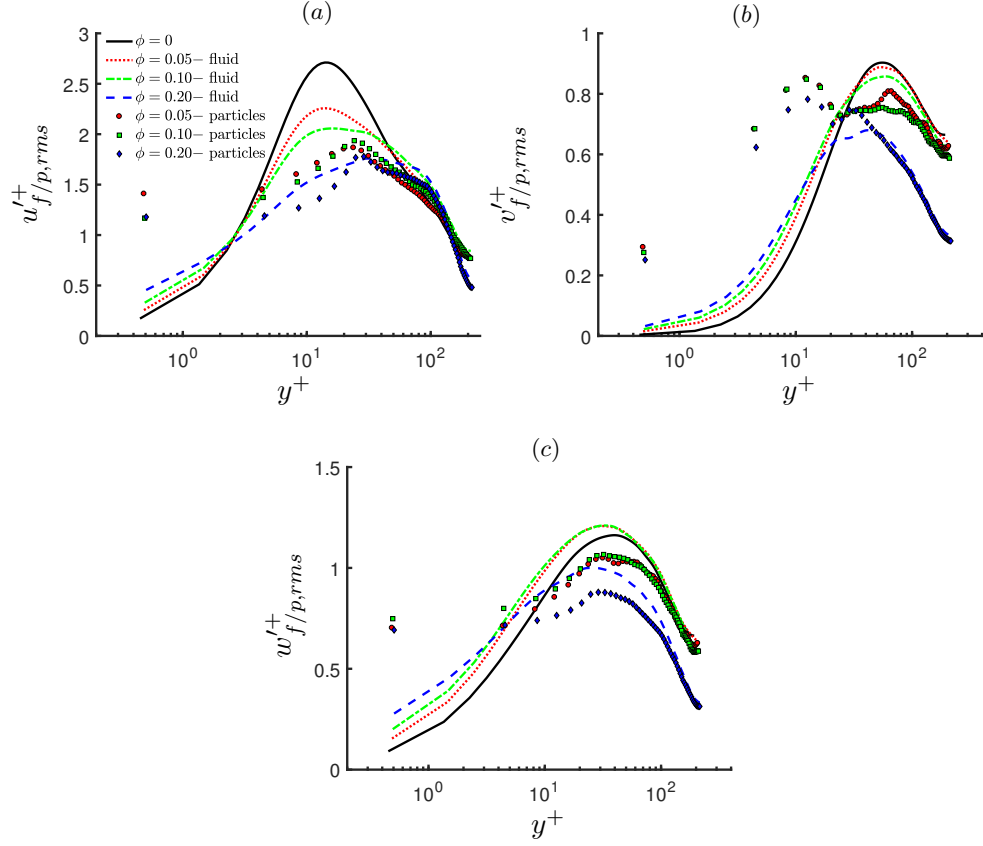 (a)
3
2.5
2
1.5
1
0.5
0
u'^+_{f/p,rms}
ϕ = 0
ϕ = 0.05− fluid
ϕ = 0.10− fluid
ϕ = 0.20− fluid
ϕ = 0.05− particles
ϕ = 0.10− particles
ϕ = 0.20− particles
10^0
10^1
10^2
y^+
(b)
1
0.8
0.6
0.4
0.2
0
v'^+_{f/p,rms}
10^0
10^1
10^2
y^+
(c)
1.5
1
0.5
0
w'^+_{f/p,rms}
10^0
10^1
10^2
y^+